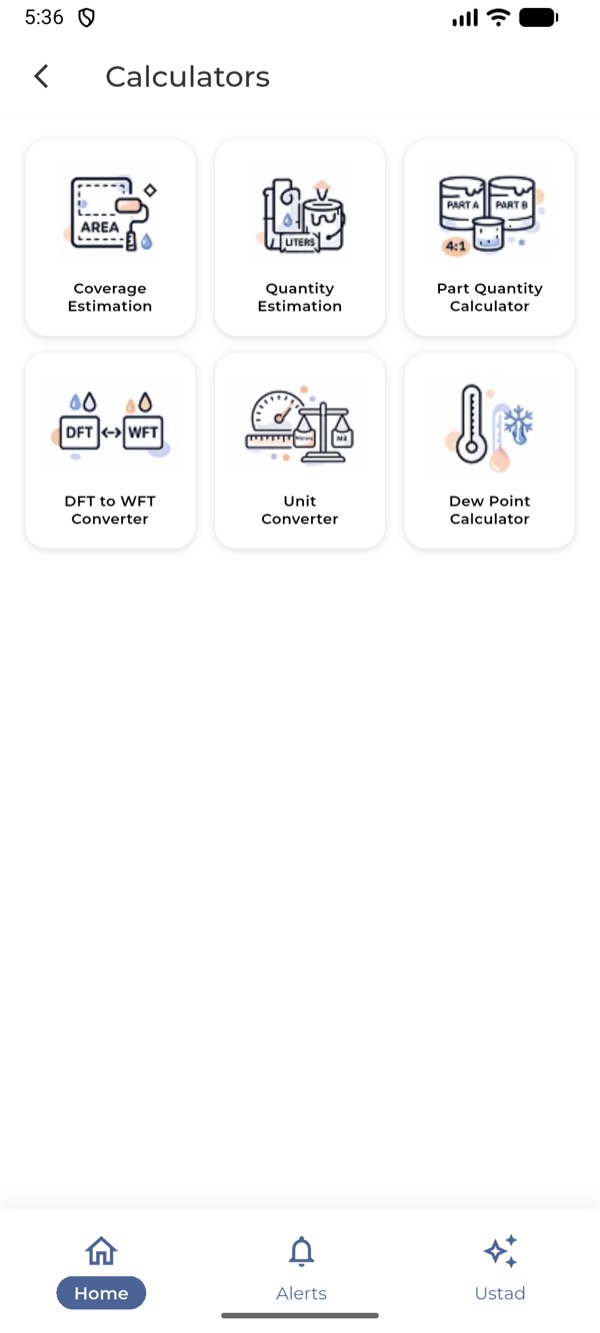 5:36
Calculators
AREA
LITERS
PART A
PART B
4:1
Coverage
Estimation
Quantity
Estimation
Part Quantity
Calculator
DFT
WFT
DFT to WFT
Converter
Unit
Converter
Dew Point
Calculator
Home
Alerts
Ustad